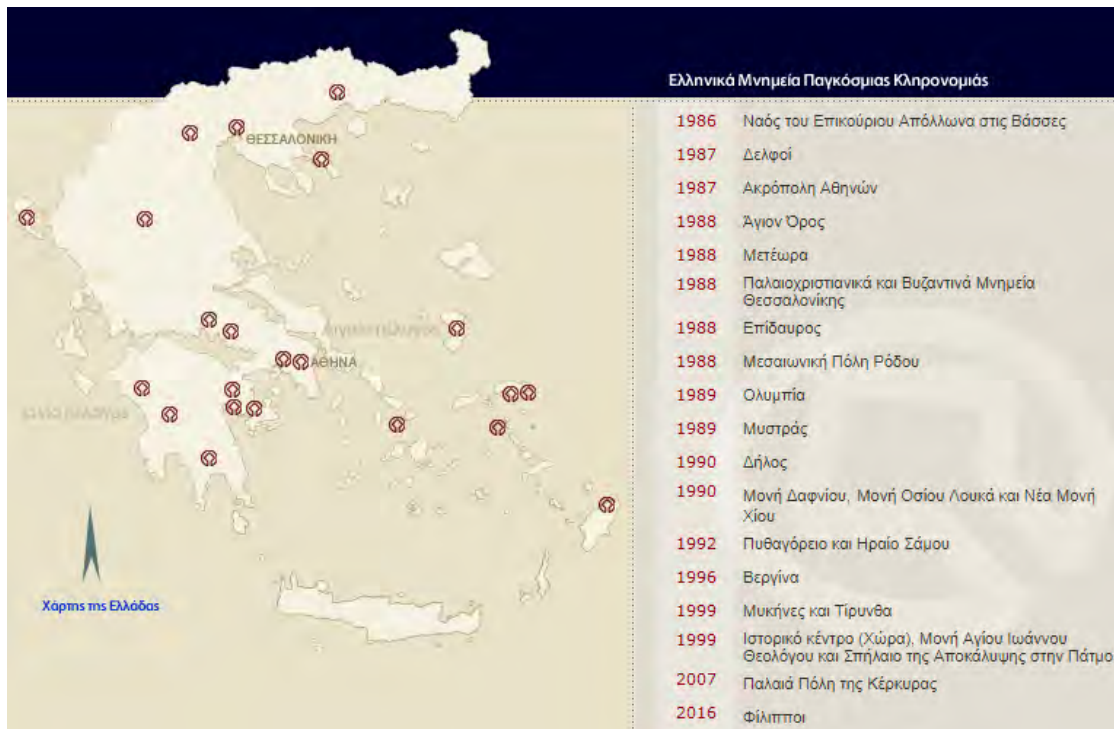 Ελληνικά Μνημεία Παγκόσμιας Κληρονομιάς
1986 Ναός του Επικούριου Απόλλωνα στις Βάσσες
1987 Δελφοί
1987 Ακρόπολη Αθηνών
1988 Άγιον Όρος
1988 Μετέωρα
1988 Παλαιοχριστιανικά και Βυζαντινά Μνημεία
Θεσσαλονίκης
1988 Επίδαυρος
1988 Μεσαιωνική Πόλη Ρόδου
1989 Ολυμπία
1989 Μυστράς
1990 Δήλος
1990 Μονή Δαφνίου, Μονή Οσίου Λουκά και Νέα Μονή
Χίου
1992 Πυθαγόρειο και Ηραίο Σάμου
1996 Βεργίνα
1999 Μυκήνες και Τίρυνθα
1999 Ιστορικό κέντρο (Χώρα), Μονή Αγίου Ιωάννου
Θεολόγου και Σπήλαιο της Αποκάλυψης στην Πάτμο
2007 Παλαιά Πόλη της Κέρκυρας
2016 Φίλιπποι
ΘΕΣΣΑΛΟΝΙΚΗ
ΑΘΗΝΑ
Χάρτης της Ελλάδας